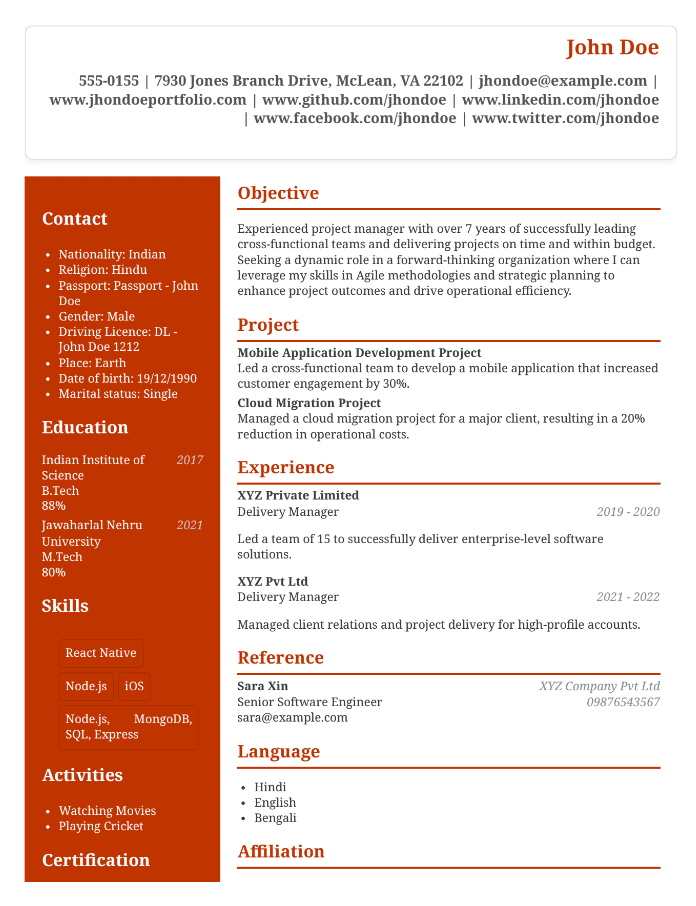 John Doe
555-0155 | 7930 Jones Branch Drive, McLean, VA 22102 | jhondoe@example.com |
www.jhondoeportfolio.com | www.github.com/jhondoe | www.linkedin.com/jhondoe
| www.facebook.com/jhondoe | www.twitter.com/jhondoe
Contact
• Nationality: Indian
• Religion: Hindu
• Passport: Passport - John
Doe
• Gender: Male
• Driving Licence: DL -
John Doe 1212
• Place: Earth
• Date of birth: 19/12/1990
• Marital status: Single
Education
Indian Institute of 2017
Science
B.Tech
88%
Jawaharlal Nehru 2021
University
M.Tech
80%
Skills
React Native
Node.js iOS
Node.js, MongoDB,
SQL, Express
Activities
• Watching Movies
• Playing Cricket
Certification
Objective
Experienced project manager with over 7 years of successfully leading
cross-functional teams and delivering projects on time and within budget.
Seeking a dynamic role in a forward-thinking organization where I can
leverage my skills in Agile methodologies and strategic planning to
enhance project outcomes and drive operational efficiency.
Project
Mobile Application Development Project
Led a cross-functional team to develop a mobile application that increased
customer engagement by 30%.
Cloud Migration Project
Managed a cloud migration project for a major client, resulting in a 20%
reduction in operational costs.
Experience
XYZ Private Limited
Delivery Manager 2019 - 2020
Led a team of 15 to successfully deliver enterprise-level software
solutions.
XYZ Pvt Ltd
Delivery Manager 2021 - 2022
Managed client relations and project delivery for high-profile accounts.
Reference
Sara Xin XYZ Company Pvt Ltd
Senior Software Engineer 09876543567
sara@example.com
Language
• Hindi
• English
• Bengali
Affiliation